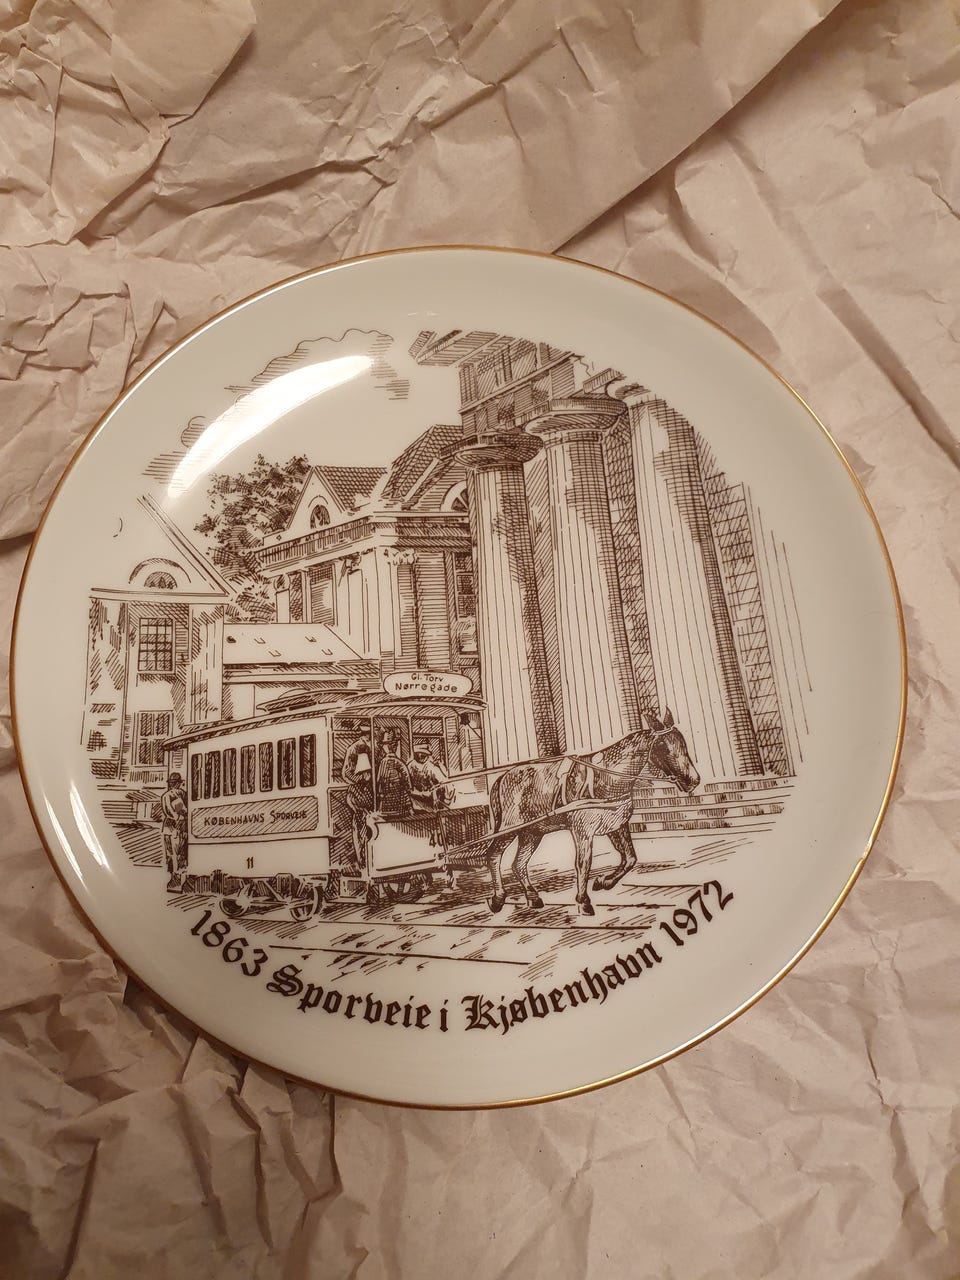 Gl. Torv
Nørregade
KØBENHAVNS SPORVEIE
11
1863 Sporveie i Kjøbenhavn 1972